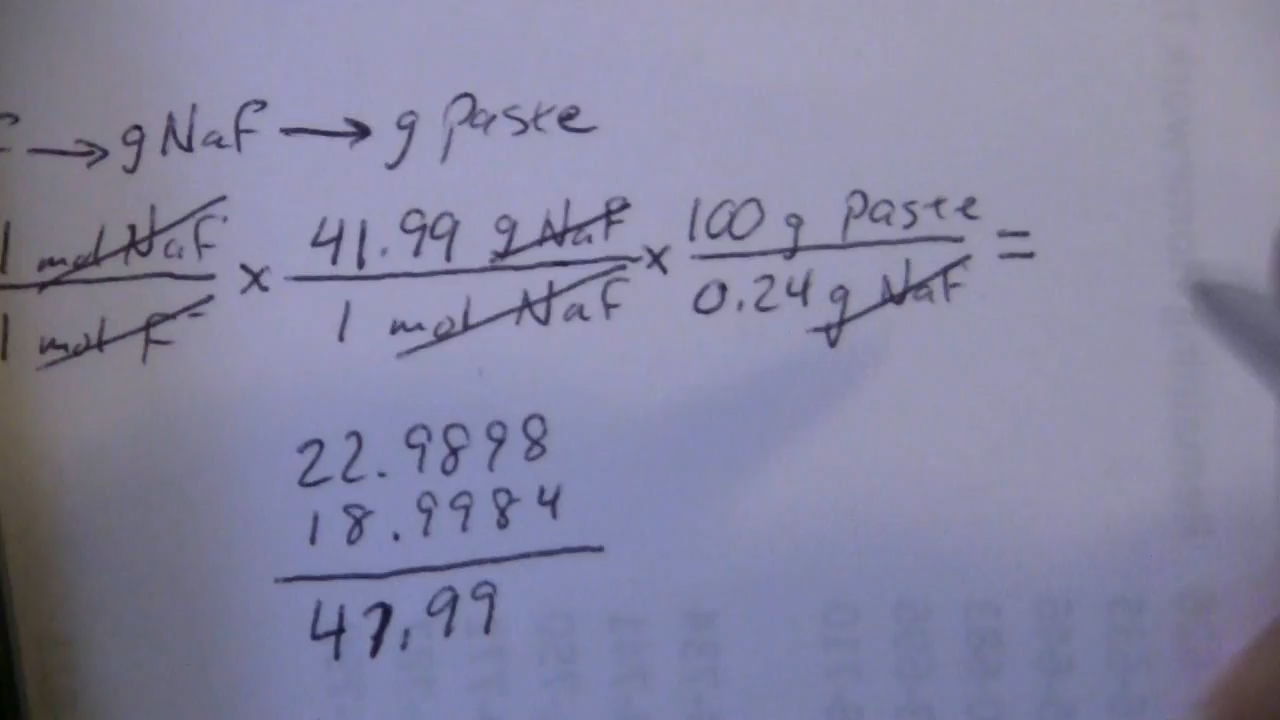 → g NaF → g Paste
1 mol NaF × 41.99 g NaF × 100 g Paste =
1 mol F⁻ 1 mol NaF 0.24 g NaF
22.9898
18.9984
41.99